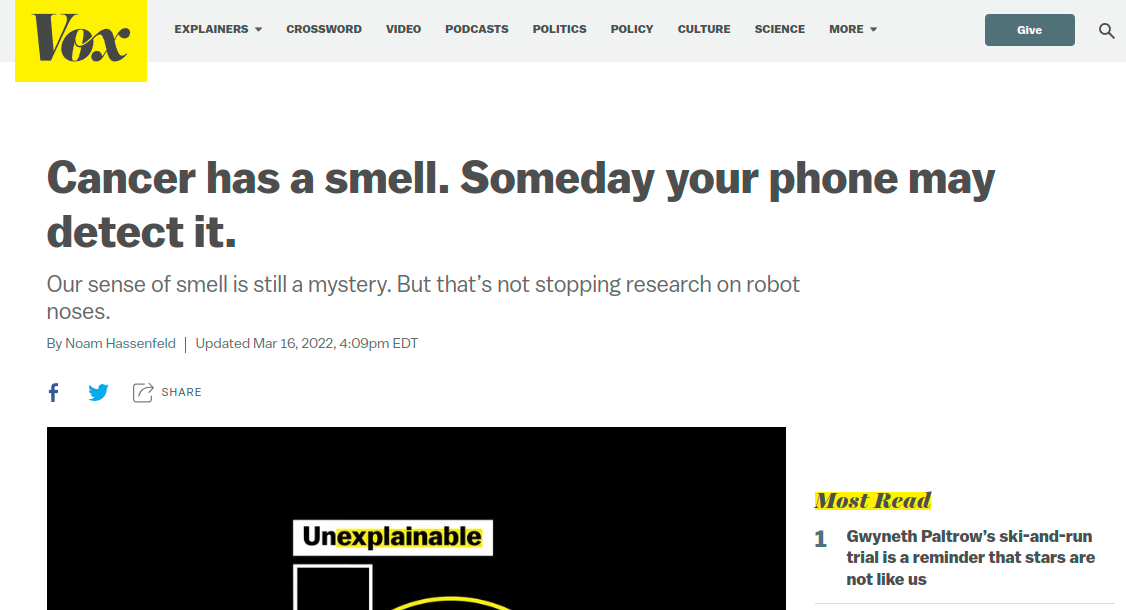 Vox
EXPLAINERS
CROSSWORD
VIDEO
PODCASTS
POLITICS
POLICY
CULTURE
SCIENCE
MORE
Give
Cancer has a smell. Someday your phone may
detect it.
Our sense of smell is still a mystery. But that’s not stopping research on robot
noses.
By Noam Hassenfeld | Updated Mar 16, 2022, 4:09pm EDT
SHARE
Unexplainable
Most Read
1 Gwyneth Paltrow’s ski-and-run
trial is a reminder that stars are
not like us